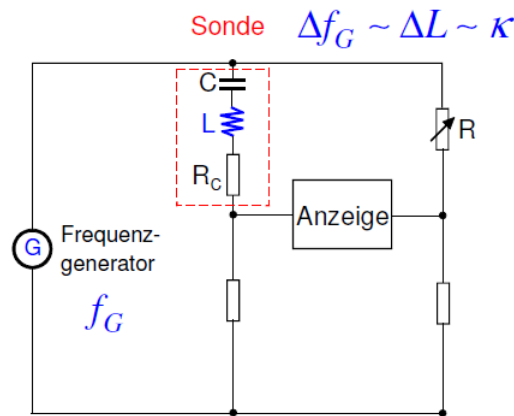 Sonde
Δf_G ~ ΔL ~ κ
C
L
R_C
R
Anzeige
G
Frequenz-
generator
f_G